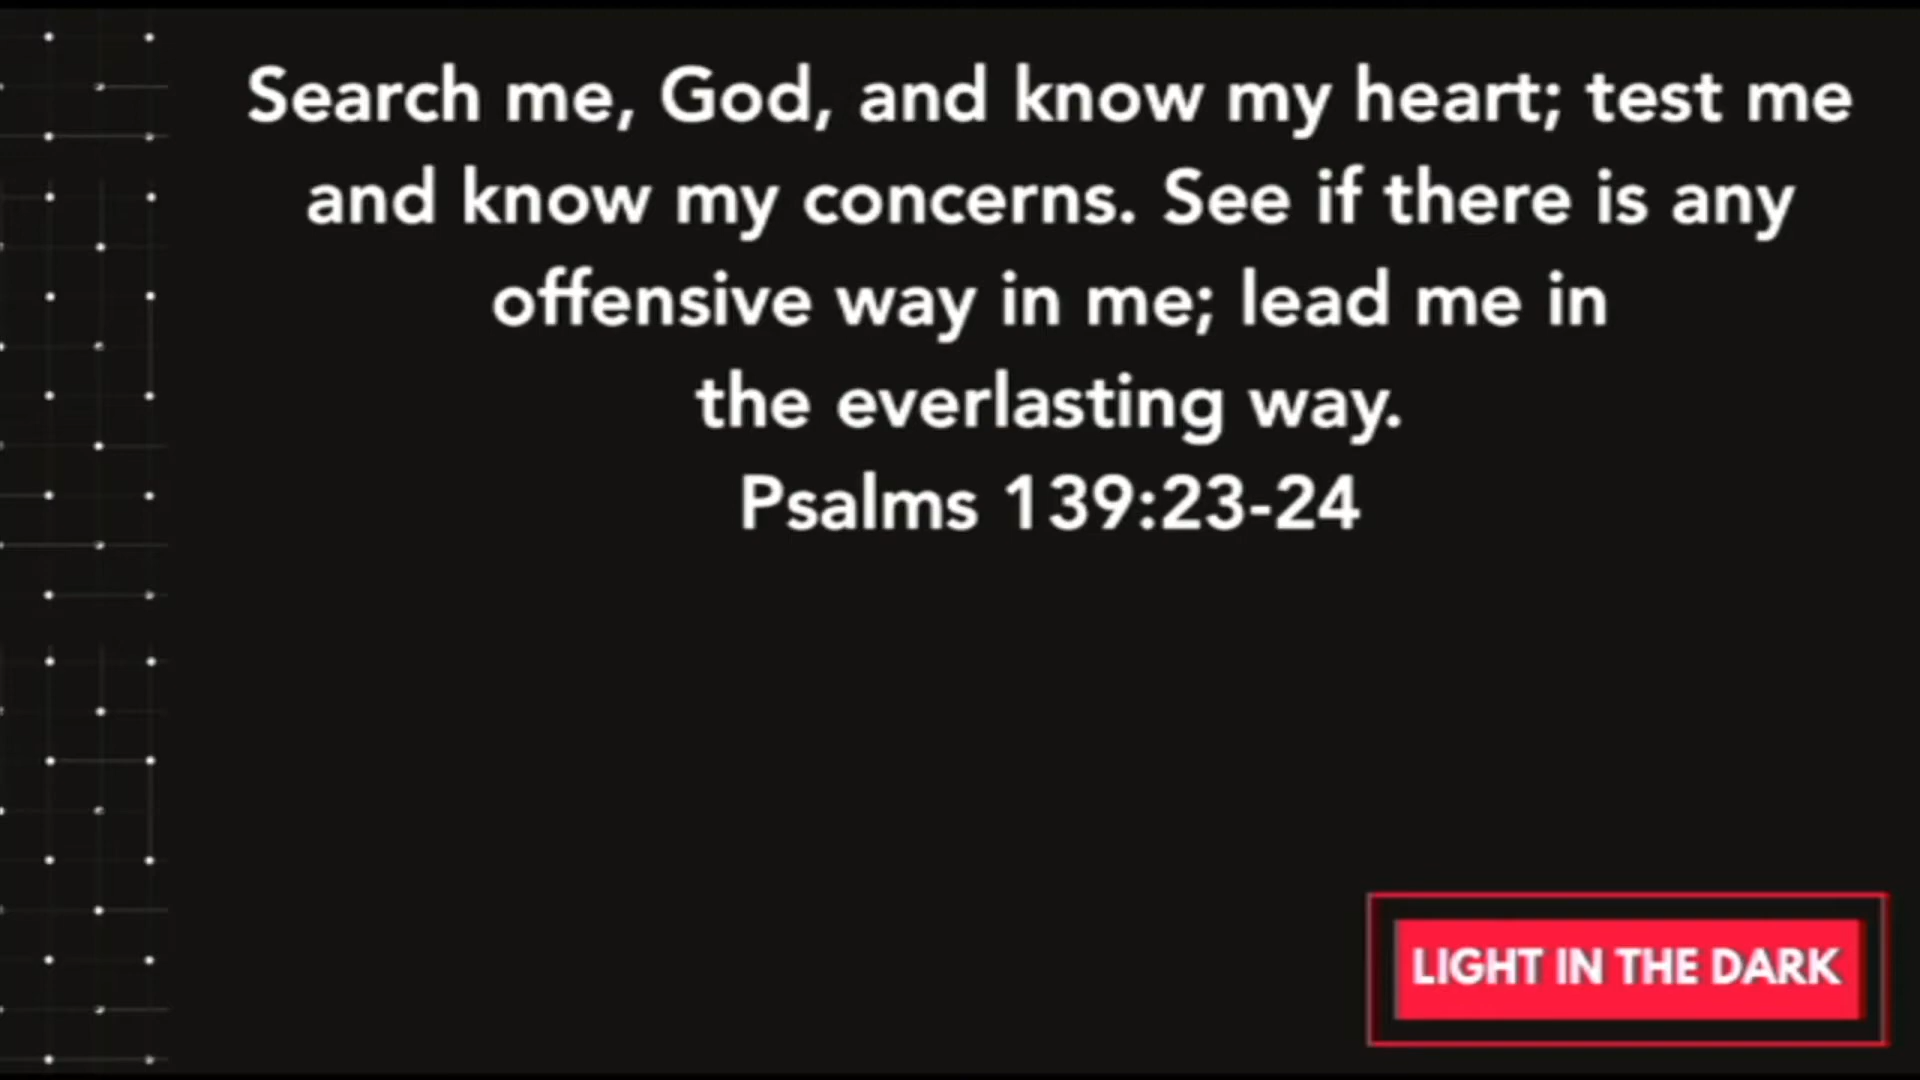 Search me, God, and know my heart; test me
and know my concerns. See if there is any
offensive way in me; lead me in
the everlasting way.
Psalms 139:23-24
LIGHT IN THE DARK